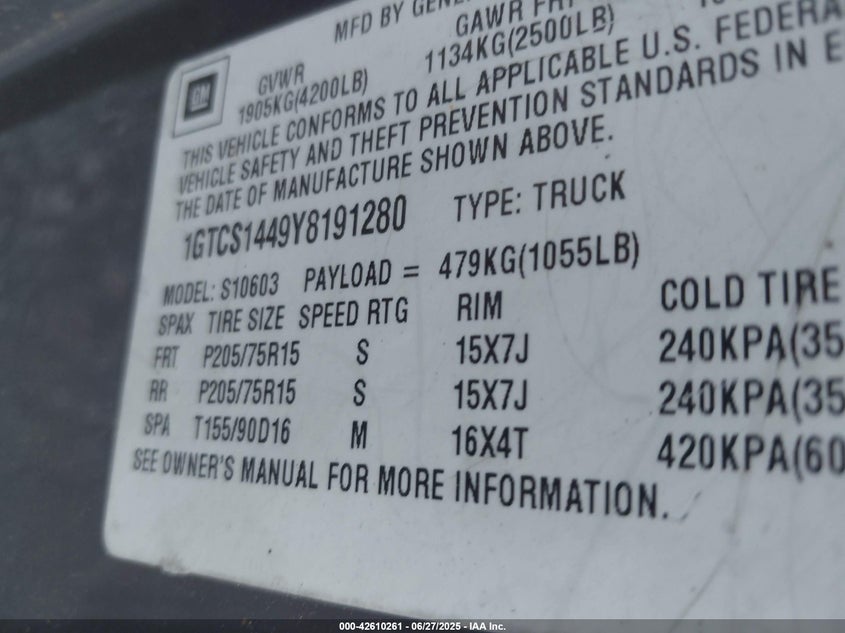 MFD BY GENE
GM
GVWR
GAWR FRT
1905KG(4200LB)
1134KG(2500LB)
THIS VEHICLE CONFORMS TO ALL APPLICABLE U.S. FEDERA
VEHICLE SAFETY AND THEFT PREVENTION STANDARDS IN E
THE DATE OF MANUFACTURE SHOWN ABOVE.
1GTCS1449Y8191280 TYPE: TRUCK
MODEL: S10603 PAYLOAD = 479KG(1055LB)
SPAX TIRE SIZE SPEED RTG RIM COLD TIRE
FRT P205/75R15 S 15X7J 240KPA(35
RR P205/75R15 S 15X7J 240KPA(35
SPA T155/90D16 M 16X4T 420KPA(60
SEE OWNER'S MANUAL FOR MORE INFORMATION.
000-42610261 - 06/27/2025 - IAA Inc.